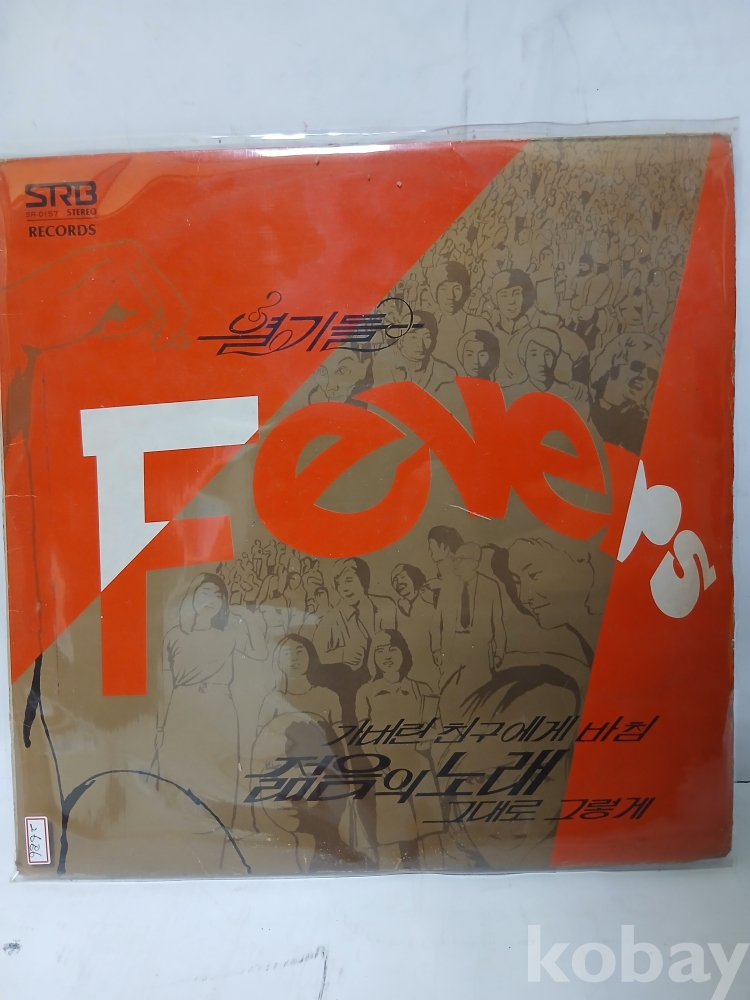 SRB
SR-0157 STEREO
RECORDS
열기들
Fevers
가버린 친구에게 바침
젊음의 노래
그대로 그렇게
2686
kobay